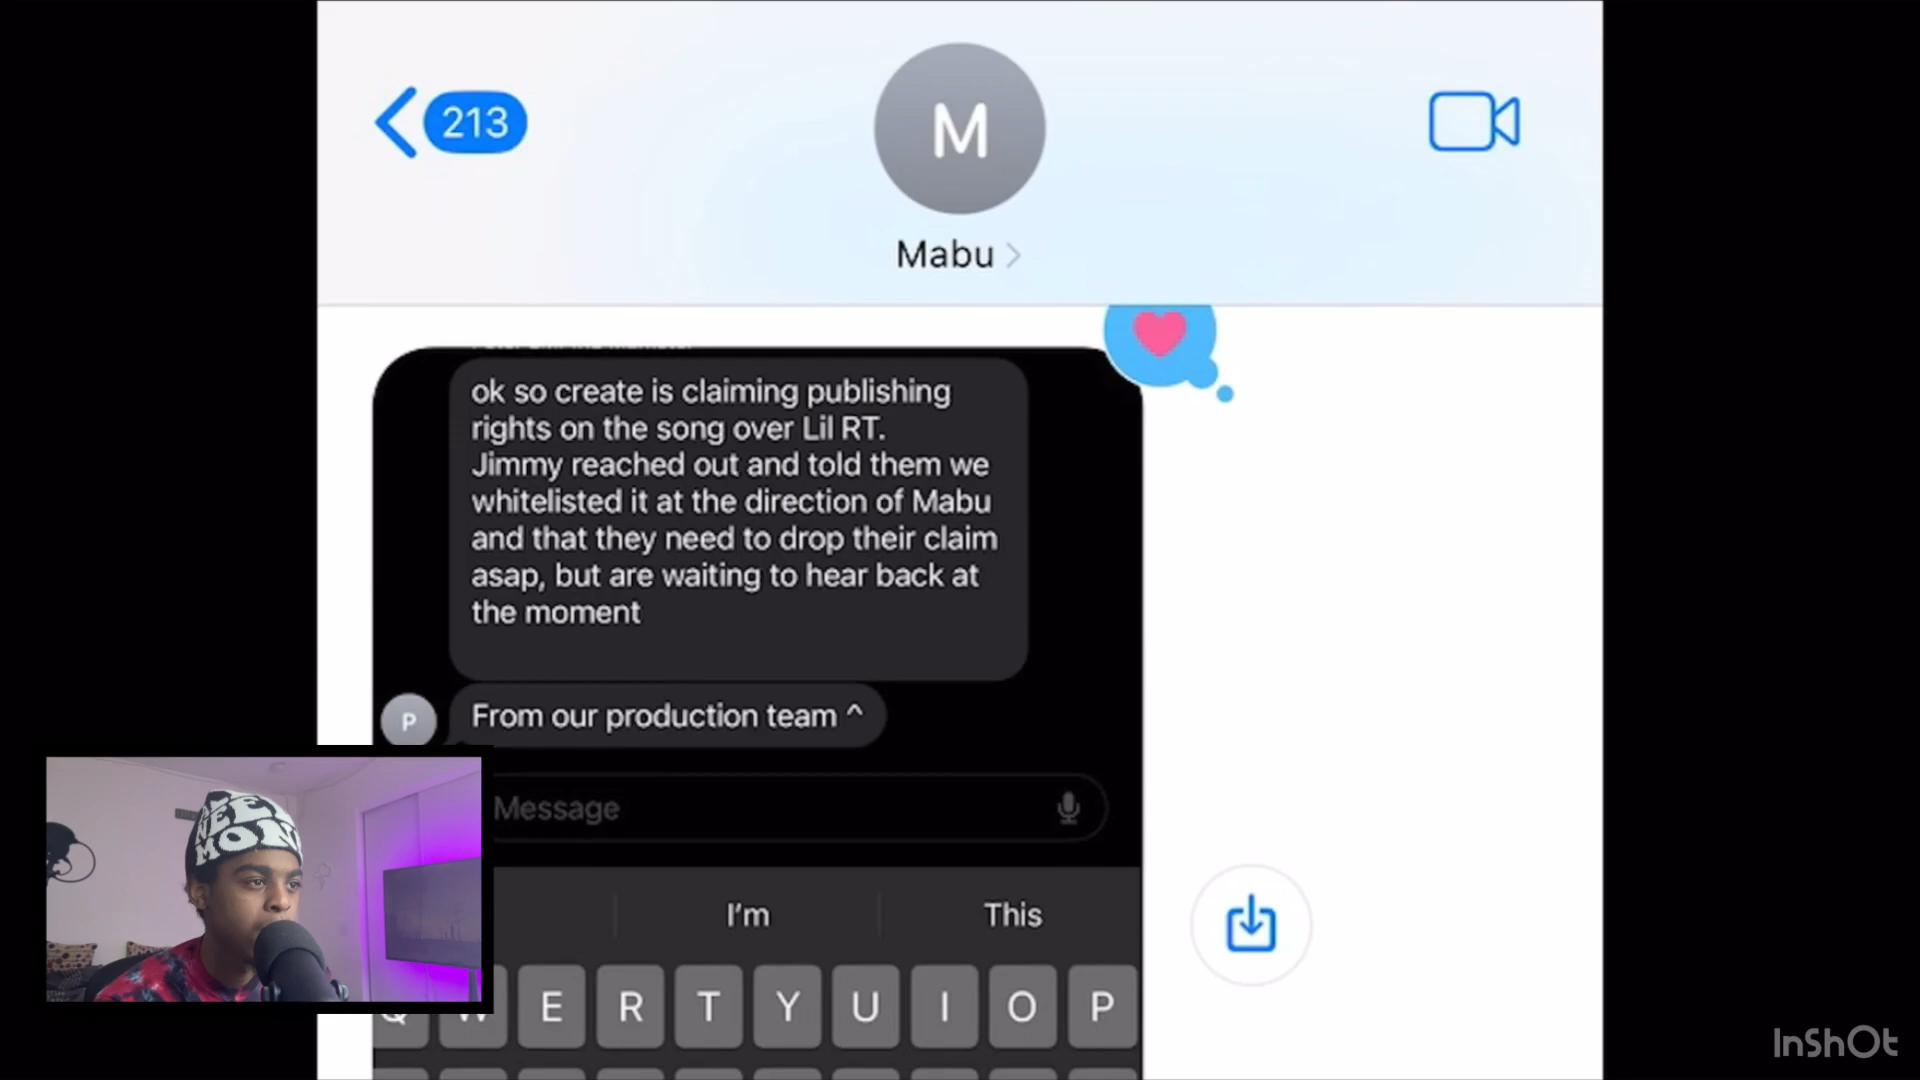 213
M
Mabu
ok so create is claiming publishing
rights on the song over Lil RT.
Jimmy reached out and told them we
whitelisted it at the direction of Mabu
and that they need to drop their claim
asap, but are waiting to hear back at
the moment
P
From our production team ^
Message
I'm
This
Q W E R T Y U I O P
NEE
MON
InShOt